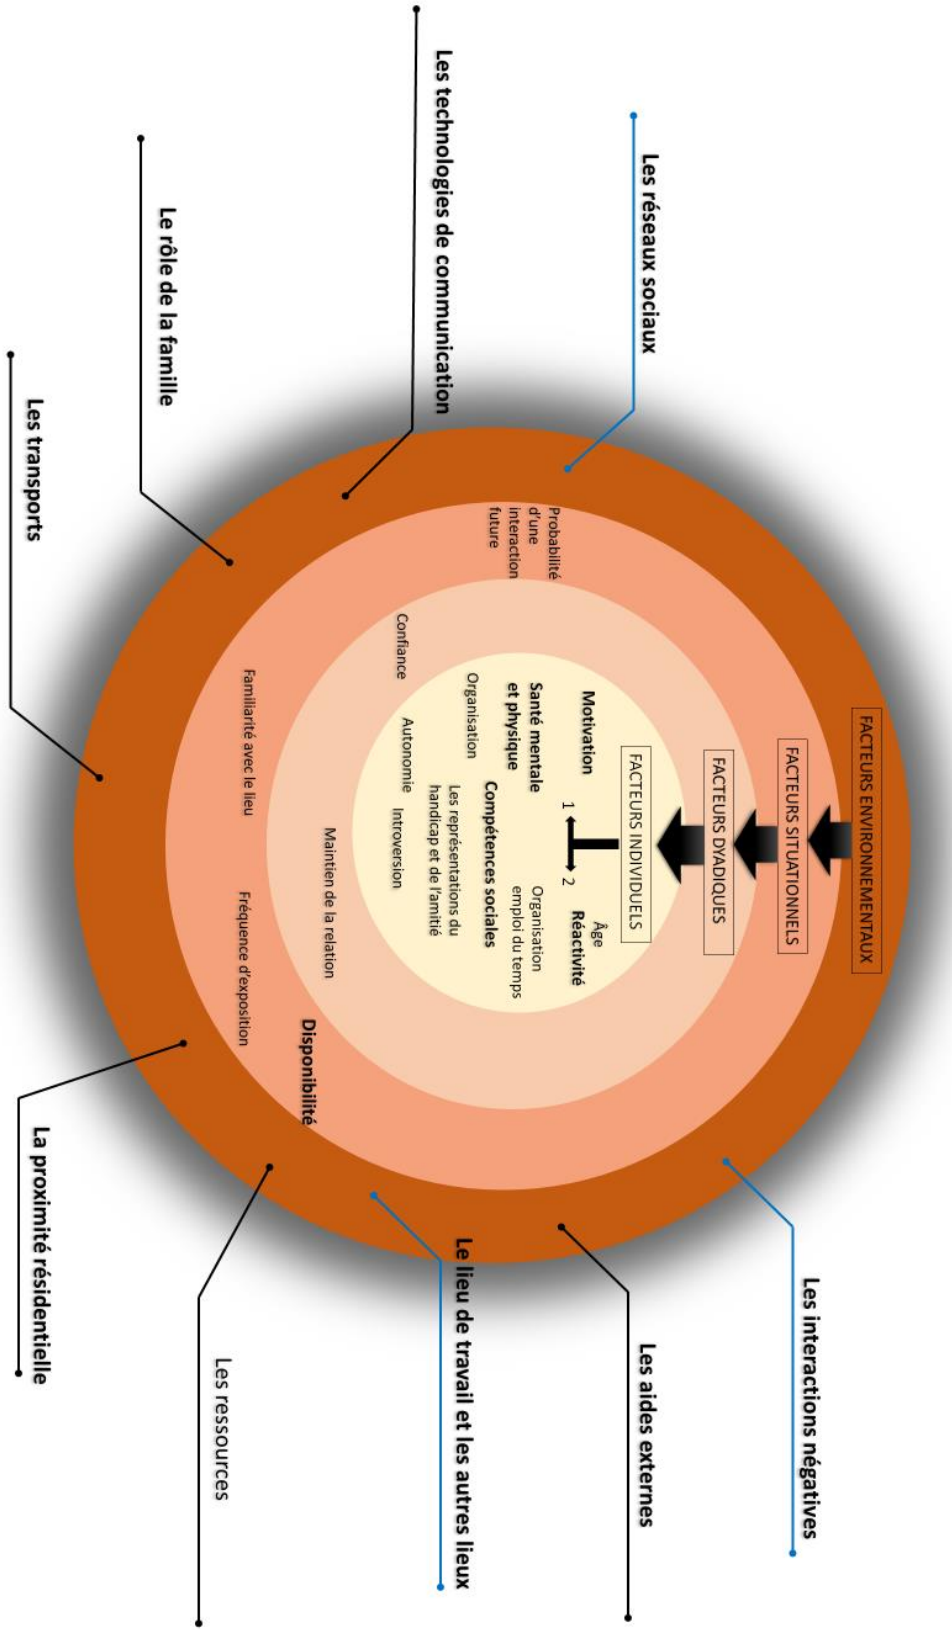 FACTEURS ENVIRONNEMENTAUX
FACTEURS SITUATIONNELS
FACTEURS DYADIQUES
FACTEURS INDIVIDUELS
1
2
Motivation
Âge
Réactivité
Santé mentale
et physique
Organisation
emploi du temps
Organisation
Compétences sociales
Les représentations du
handicap et de l'amitié
Autonomie
Introversion
Confiance
Maintien de la relation
Probabilité
d'une
interaction
future
Familiarité avec le lieu
Fréquence d'exposition
Disponibilité
Les réseaux sociaux
Les technologies de communication
Le rôle de la famille
Les transports
Les interactions négatives
Les aides externes
Le lieu de travail et les autres lieux
Les ressources
La proximité résidentielle